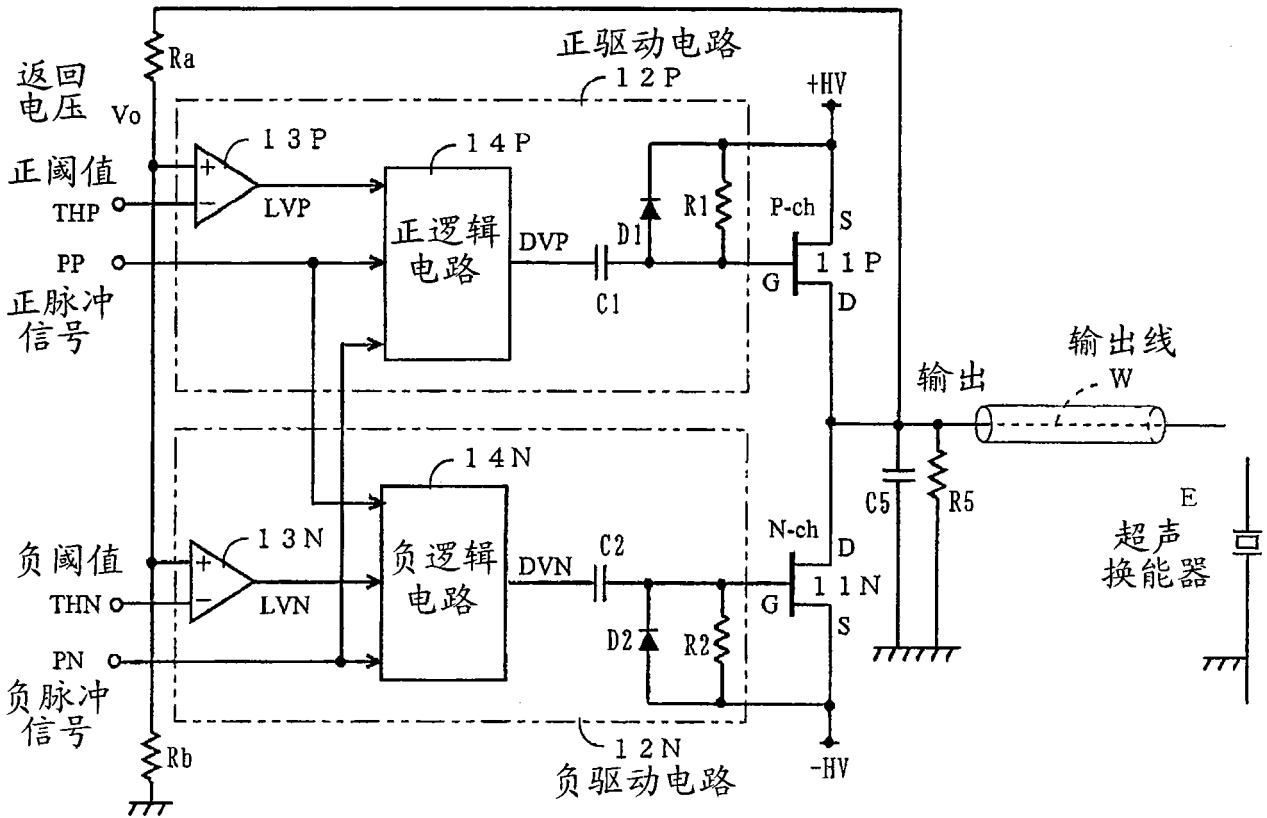 Ra
正驱动电路
12P
返回
电压
Vo
+HV
13P
14P
正阈值
THP
+
−
LVP
正逻辑
电路
DVP
C1
D1
R1
P-ch
S
11P
G
D
PP
正脉冲
信号
输出线
W
输出
14N
C5
R5
E
超声
换能器
13N
负阈值
THN
+
−
LVN
负逻辑
电路
DVN
C2
D2
R2
N-ch
D
11N
G
S
PN
负脉冲
信号
Rb
12N
负驱动电路
-HV